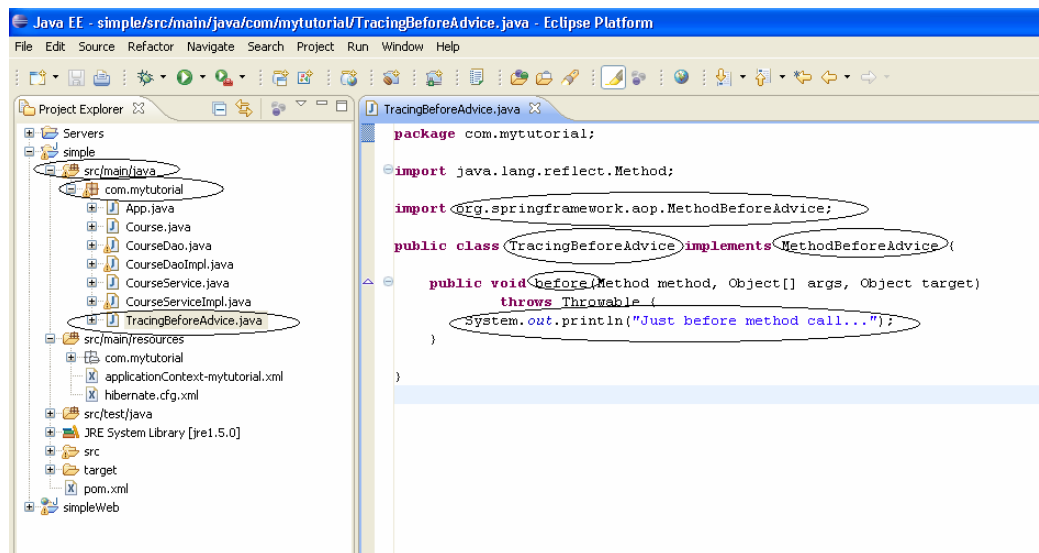 Java EE - simple/src/main/java/com/mytutorial/TracingBeforeAdvice.java - Eclipse Platform
File Edit Source Refactor Navigate Search Project Run Window Help
Project Explorer
Servers
simple
src/main/java
com.mytutorial
App.java
Course.java
CourseDao.java
CourseDaoImpl.java
CourseService.java
CourseServiceImpl.java
TracingBeforeAdvice.java
src/main/resources
com.mytutorial
applicationContext-mytutorial.xml
hibernate.cfg.xml
src/test/java
JRE System Library [jre1.5.0]
src
target
pom.xml
simpleWeb
TracingBeforeAdvice.java
package com.mytutorial;
import java.lang.reflect.Method;
import org.springframework.aop.MethodBeforeAdvice;
public class TracingBeforeAdvice implements MethodBeforeAdvice {
public void before(Method method, Object[] args, Object target)
throws Throwable {
System.out.println("Just before method call...");
}
}